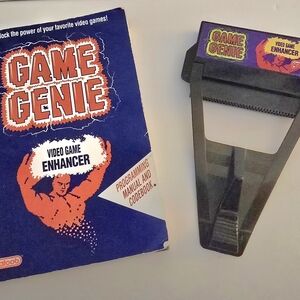 lock the power of your favorite video games!
GAME
GENIE
VIDEO GAME
ENHANCER
PROGRAMMING
MANUAL AND
CODEBOOK
aloob
GAME
GENIE
VIDEO GAME
ENHANCER